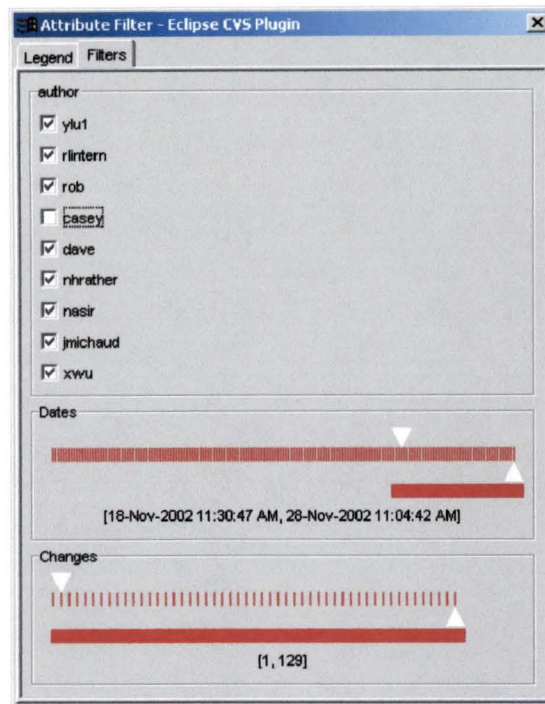 Attribute Filter - Eclipse CVS Plugin
Legend Filters
author
ylu1
rlintern
rob
casey
dave
nhrather
nasir
jmichaud
xwu
Dates
[18-Nov-2002 11:30:47 AM, 28-Nov-2002 11:04:42 AM]
Changes
[1, 129]